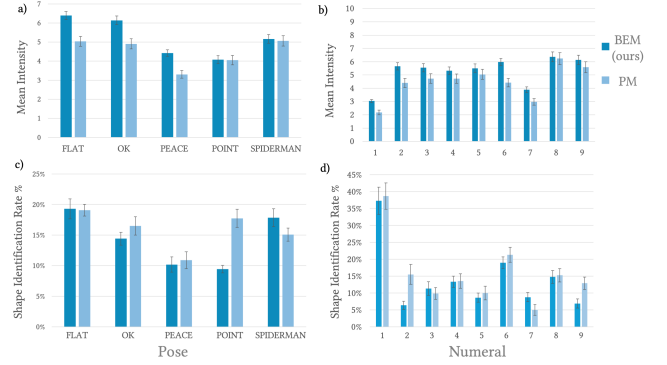 a)
Mean Intensity
7
6
5
4
3
2
1
0
FLAT OK PEACE POINT SPIDERMAN
b)
Mean Intensity
10
9
8
7
6
5
4
3
2
1
0
1 2 3 4 5 6 7 8 9
BEM
(ours)
PM
c)
Shape Identification Rate %
25%
20%
15%
10%
5%
0%
FLAT OK PEACE POINT SPIDERMAN
Pose
d)
Shape Identification Rate %
45%
40%
35%
30%
25%
20%
15%
10%
5%
0%
1 2 3 4 5 6 7 8 9
Numeral